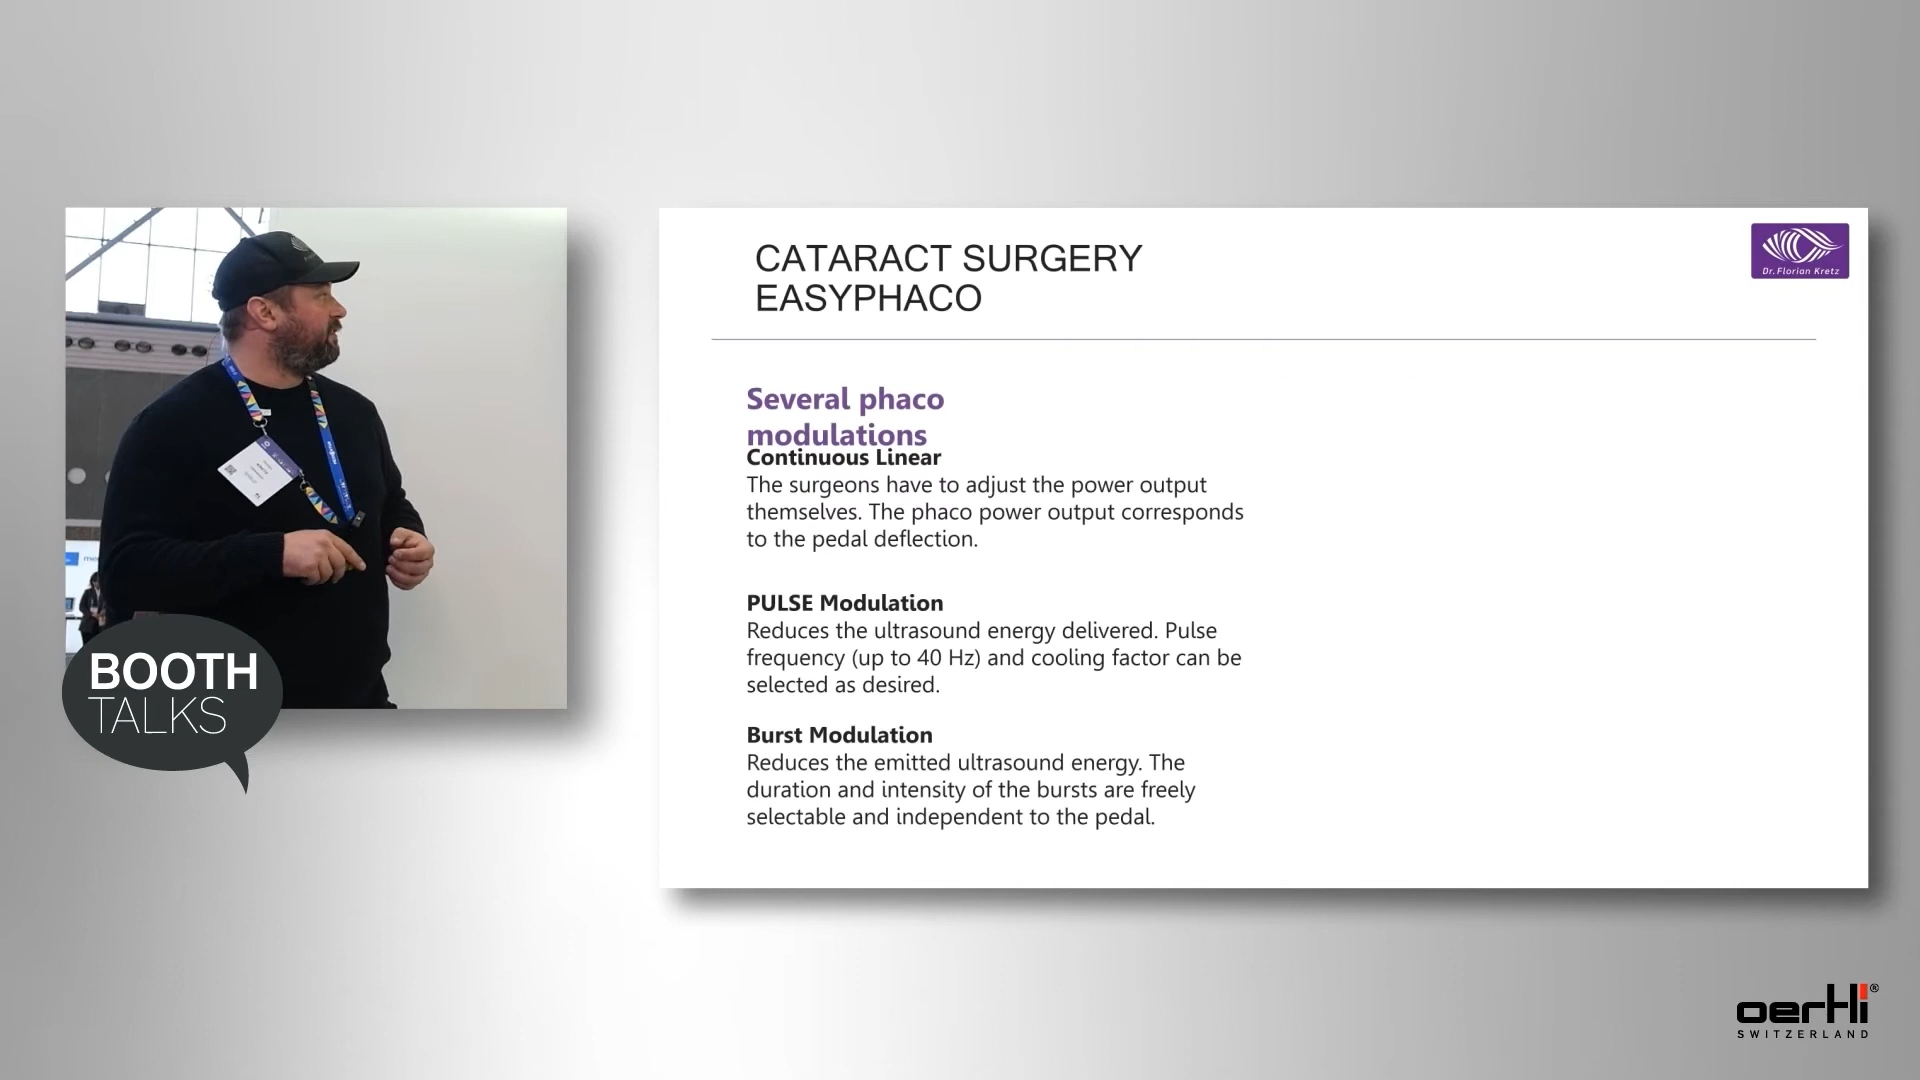 BOOTH
TALKS
CATARACT SURGERY
EASYPHACO
Dr. Florian Kretz
Several phaco
modulations
Continuous Linear
The surgeons have to adjust the power output
themselves. The phaco power output corresponds
to the pedal deflection.
PULSE Modulation
Reduces the ultrasound energy delivered. Pulse
frequency (up to 40 Hz) and cooling factor can be
selected as desired.
Burst Modulation
Reduces the emitted ultrasound energy. The
duration and intensity of the bursts are freely
selectable and independent to the pedal.
oertli®
SWITZERLAND